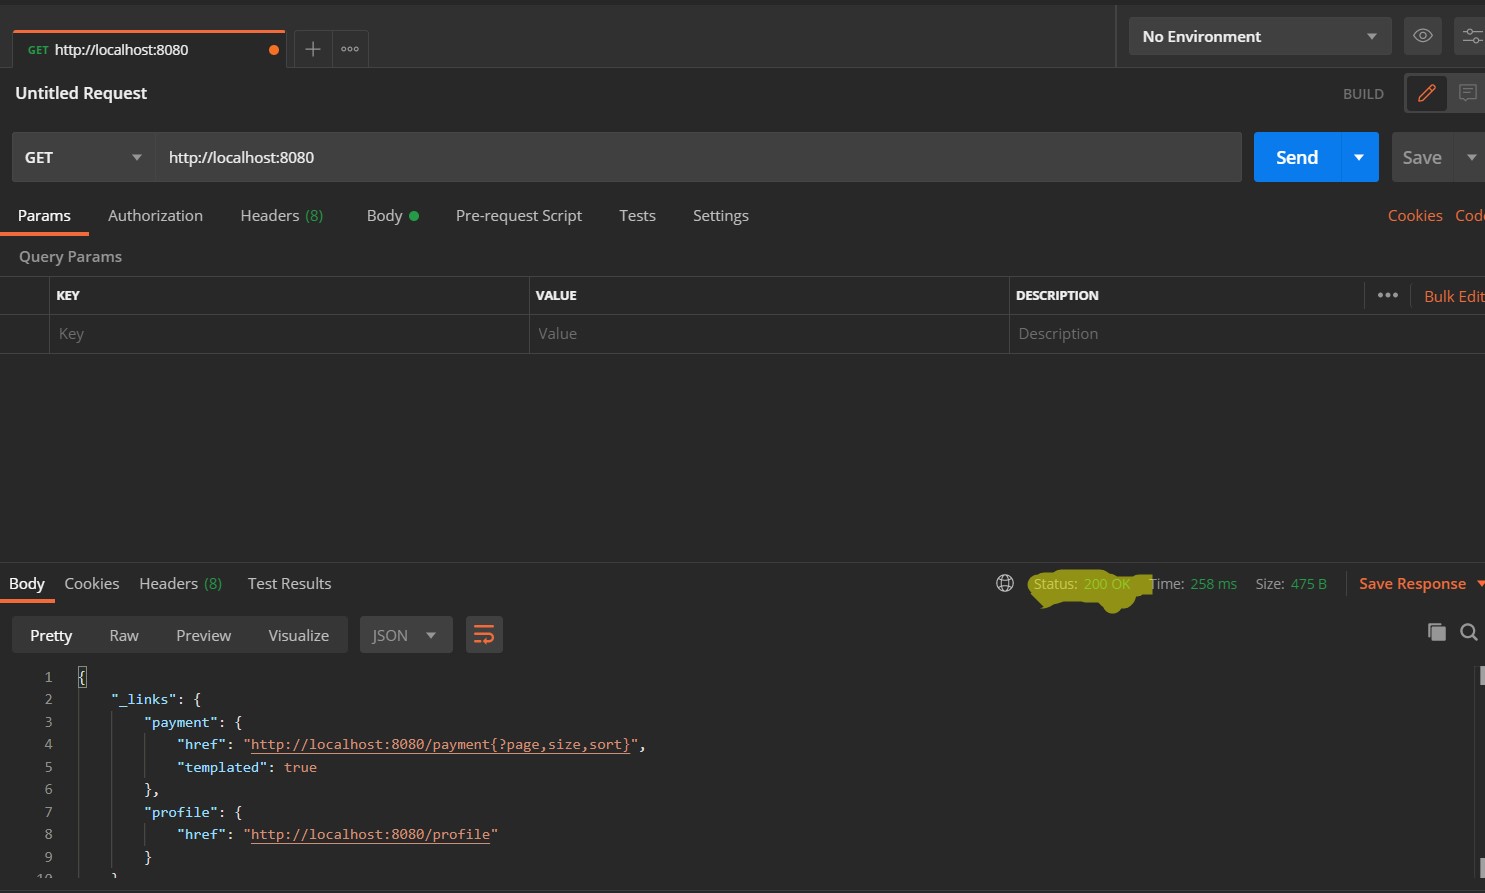 GET http://localhost:8080
No Environment
Untitled Request
BUILD
GET http://localhost:8080 Send Save
Params Authorization Headers (8) Body Pre-request Script Tests Settings Cookies Code
Query Params
KEY VALUE DESCRIPTION Bulk Edit
Key Value Description
Body Cookies Headers (8) Test Results Status: 200 OK Time: 258 ms Size: 475 B Save Response
Pretty Raw Preview Visualize JSON
1 {
2 "_links": {
3 "payment": {
4 "href": "http://localhost:8080/payment{?page,size,sort}",
5 "templated": true
6 },
7 "profile": {
8 "href": "http://localhost:8080/profile"
9 }
10 }